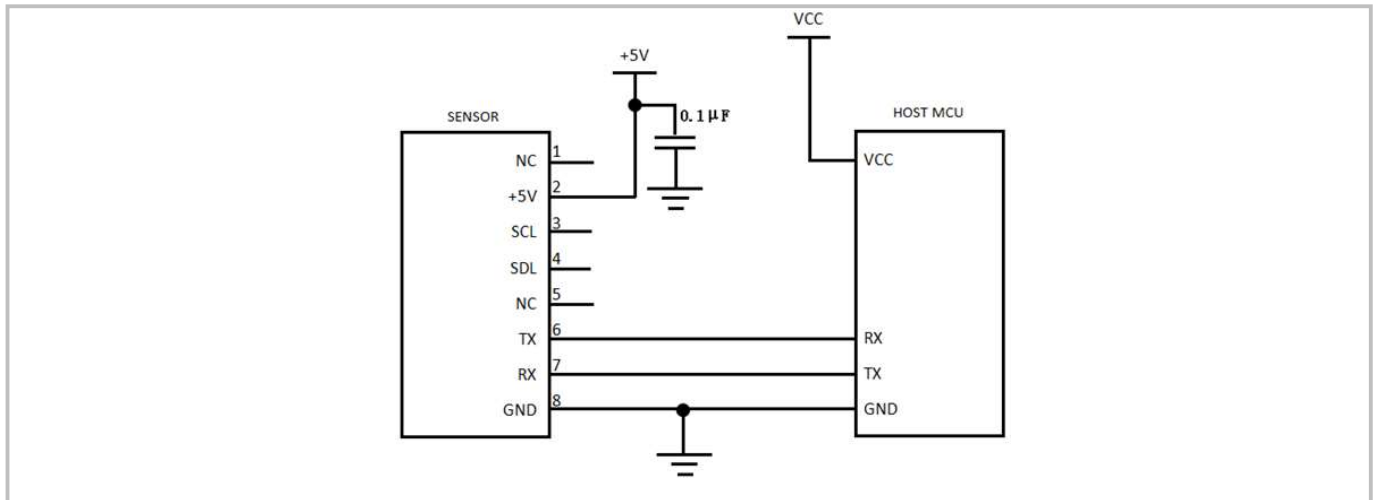 VCC
+5V
0.1μF
SENSOR
HOST MCU
NC 1
VCC
+5V 2
SCL 3
SDL 4
NC 5
TX 6 RX
RX 7 TX
GND 8 GND